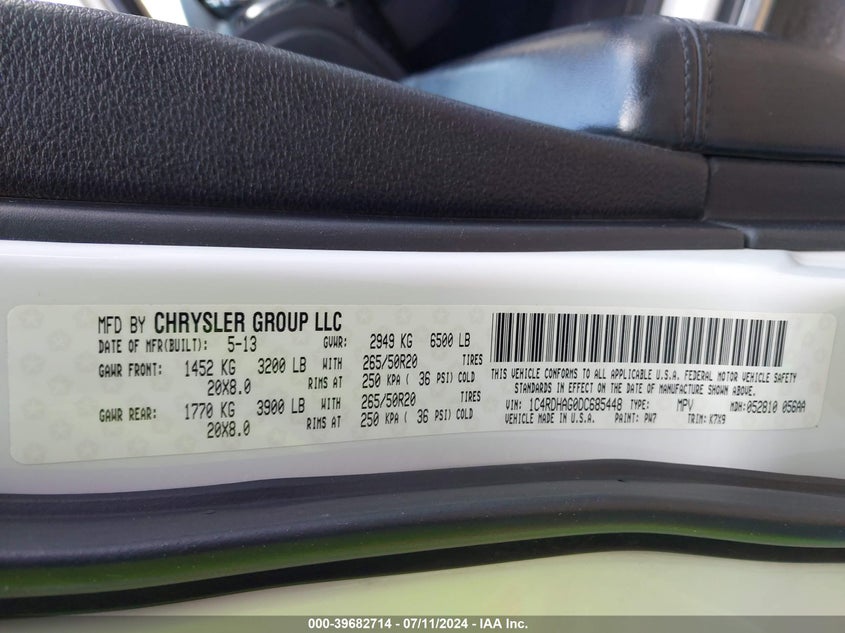 MFD BY CHRYSLER GROUP LLC
DATE OF MFR(BUILT): 5-13 GVWR: 2949 KG 6500 LB
GAWR FRONT: 1452 KG 3200 LB WITH 265/50R20 TIRES
20X8.0 RIMS AT 250 KPA ( 36 PSI) COLD
GAWR REAR: 1770 KG 3900 LB WITH 265/50R20 TIRES
20X8.0 RIMS AT 250 KPA ( 36 PSI) COLD
THIS VEHICLE CONFORMS TO ALL APPLICABLE U.S.A. FEDERAL MOTOR VEHICLE SAFETY
STANDARDS IN EFFECT ON THE DATE OF MANUFACTURE SHOWN ABOVE.
VIN: 1C4RDHAG0DC685448 TYPE: MPV MDH: 052810 056AA
VEHICLE MADE IN U.S.A. PAINT: PW7 TRIM: K7X9
000-39682714 - 07/11/2024 - IAA Inc.